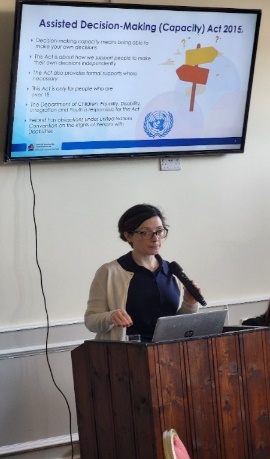 Assisted Decision-Making (Capacity) Act 2015
Decision-making capacity means being able to
make your own decisions.
The Act is about how we support people to make
their own decisions independently
The Act also provides formal supports where
necessary
This Act is only for people who are
over 18
The Department of Children, Equality, Disability,
Integration and Youth is responsible for the Act
Ireland has obligations under United Nations
Convention on the Rights of Persons with
Disabilities